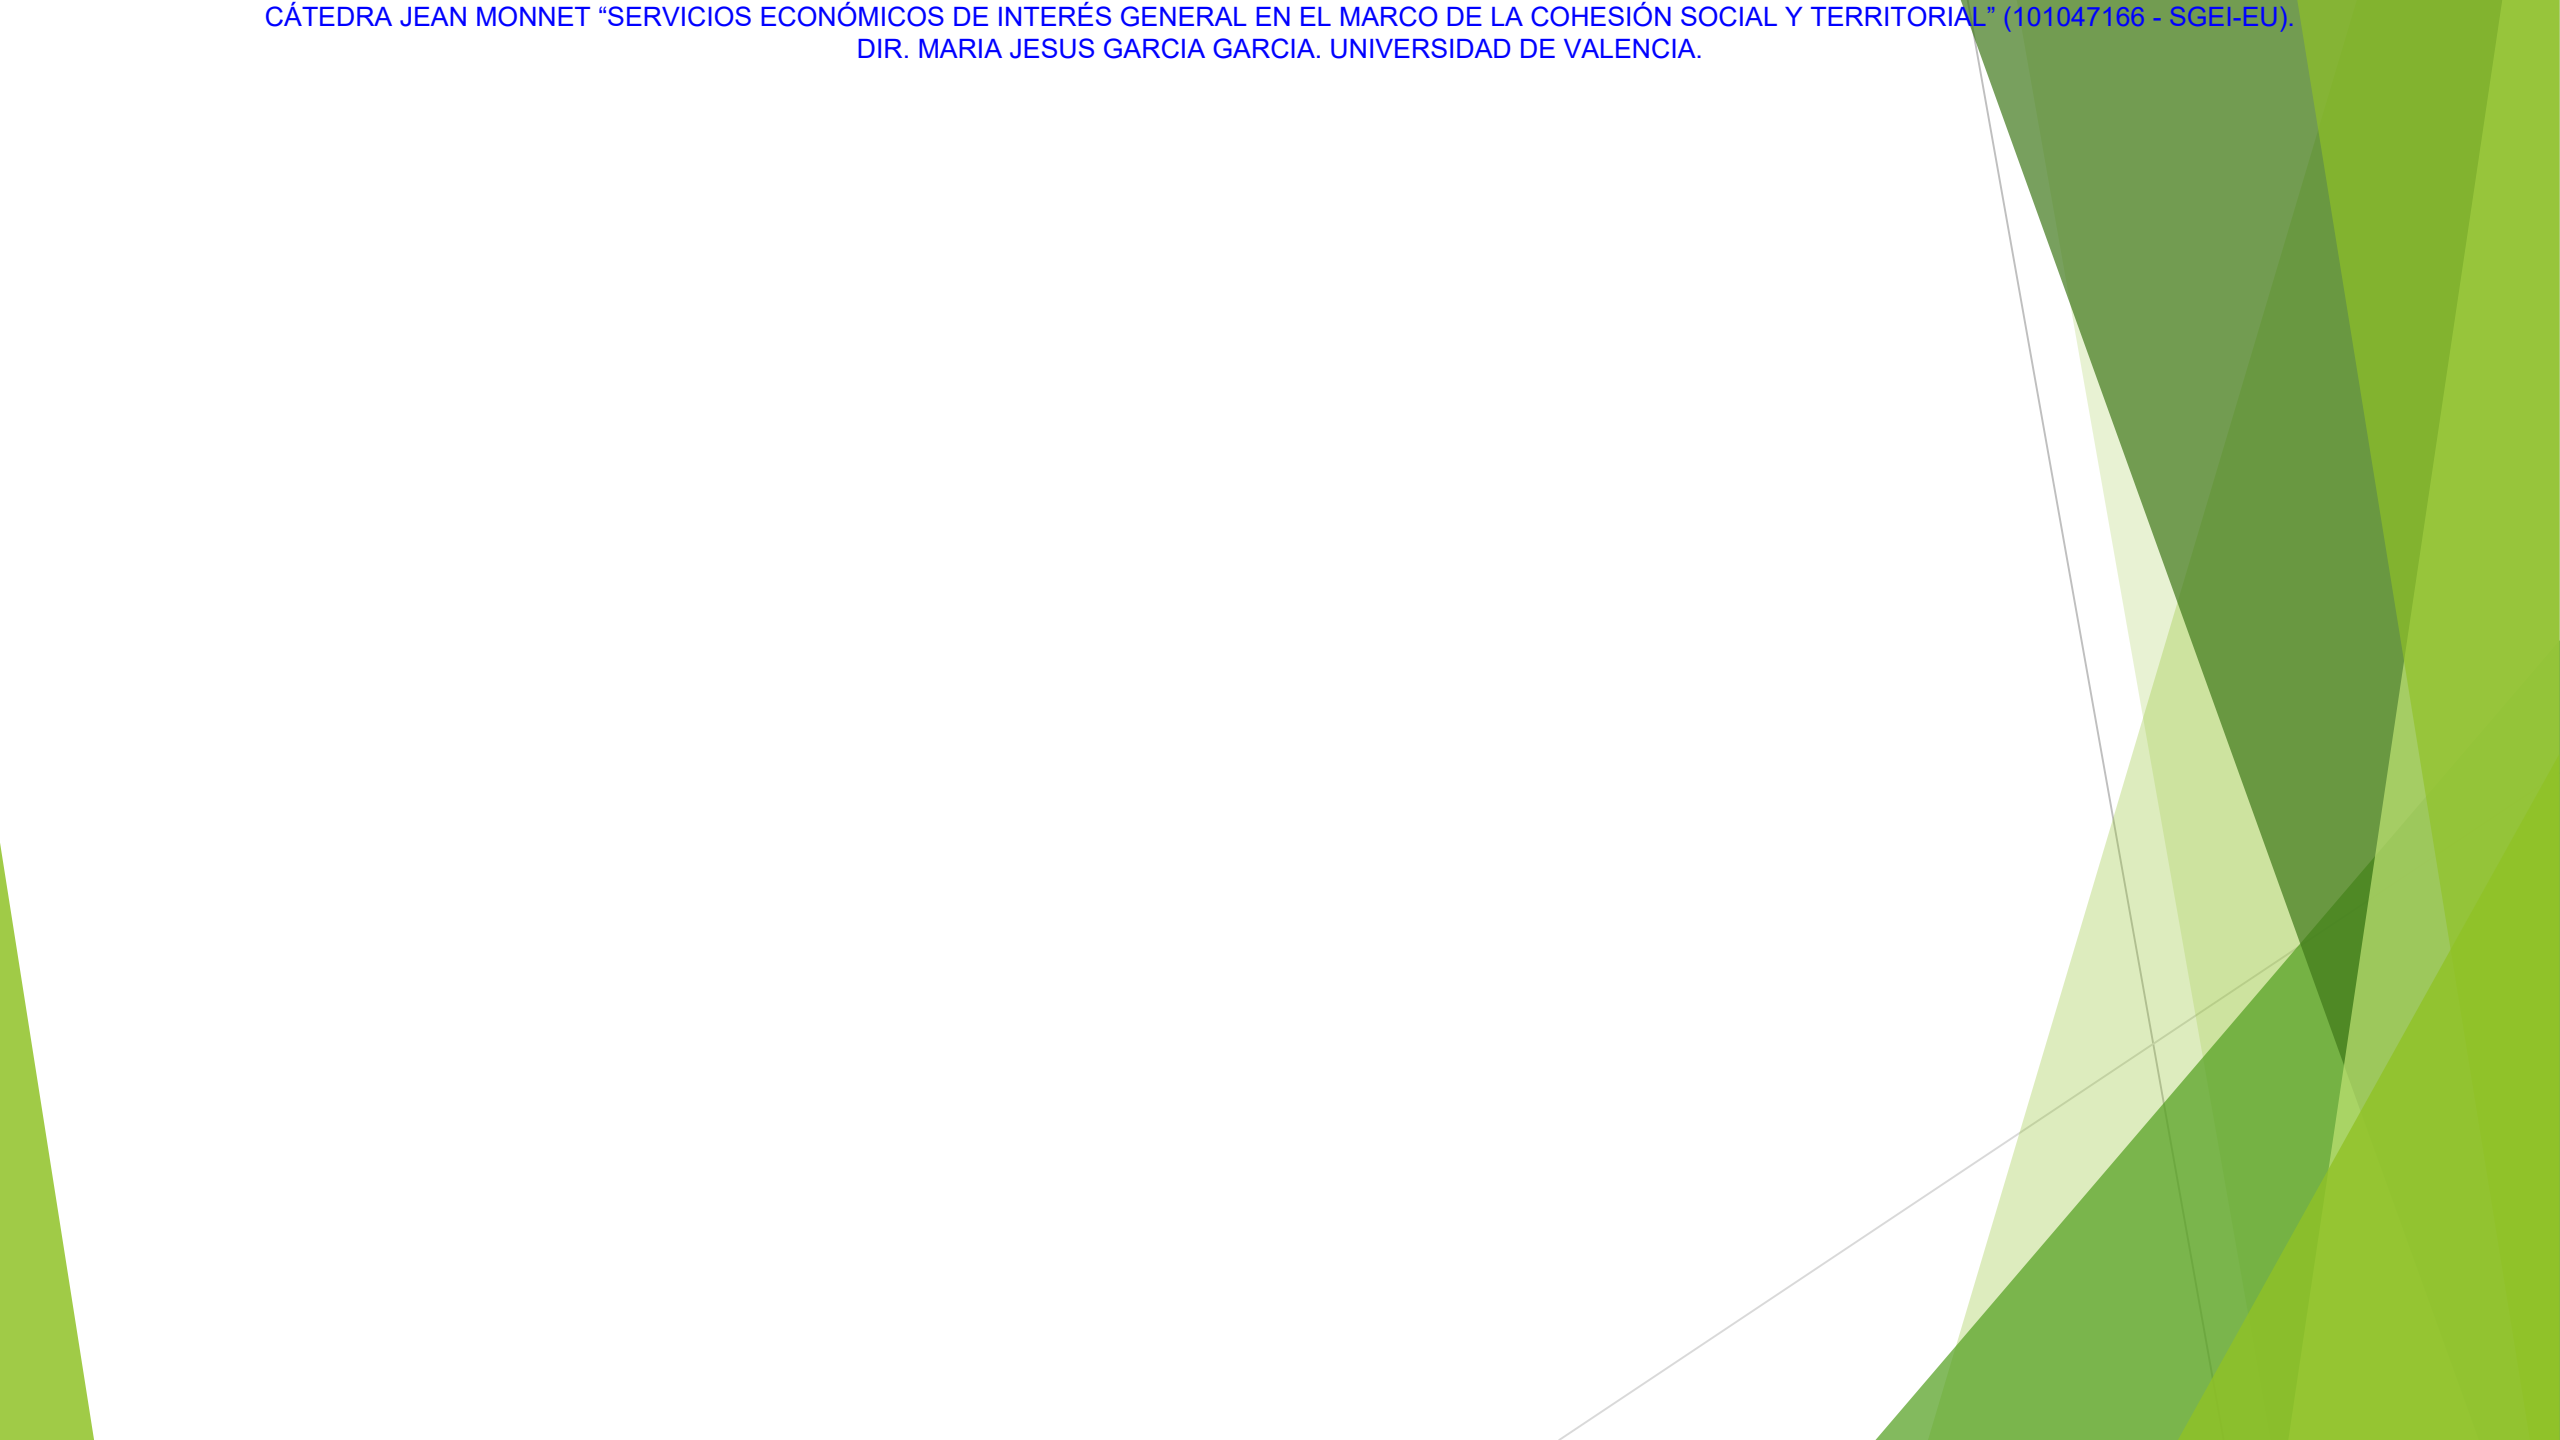 CÁTEDRA JEAN MONNET “SERVICIOS ECONÓMICOS DE INTERÉS GENERAL EN EL MARCO DE LA COHESIÓN SOCIAL Y TERRITORIAL” (101047166 - SGEI-EU).
DIR. MARIA JESUS GARCIA GARCIA. UNIVERSIDAD DE VALENCIA.